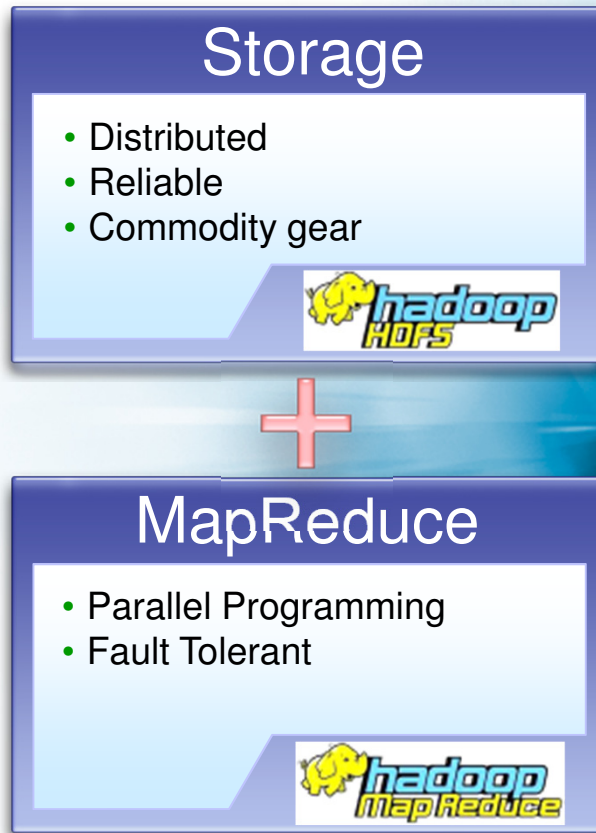 Storage
• Distributed
• Reliable
• Commodity gear
hadoop
HDFS
+
MapReduce
• Parallel Programming
• Fault Tolerant
hadoop
Map Reduce